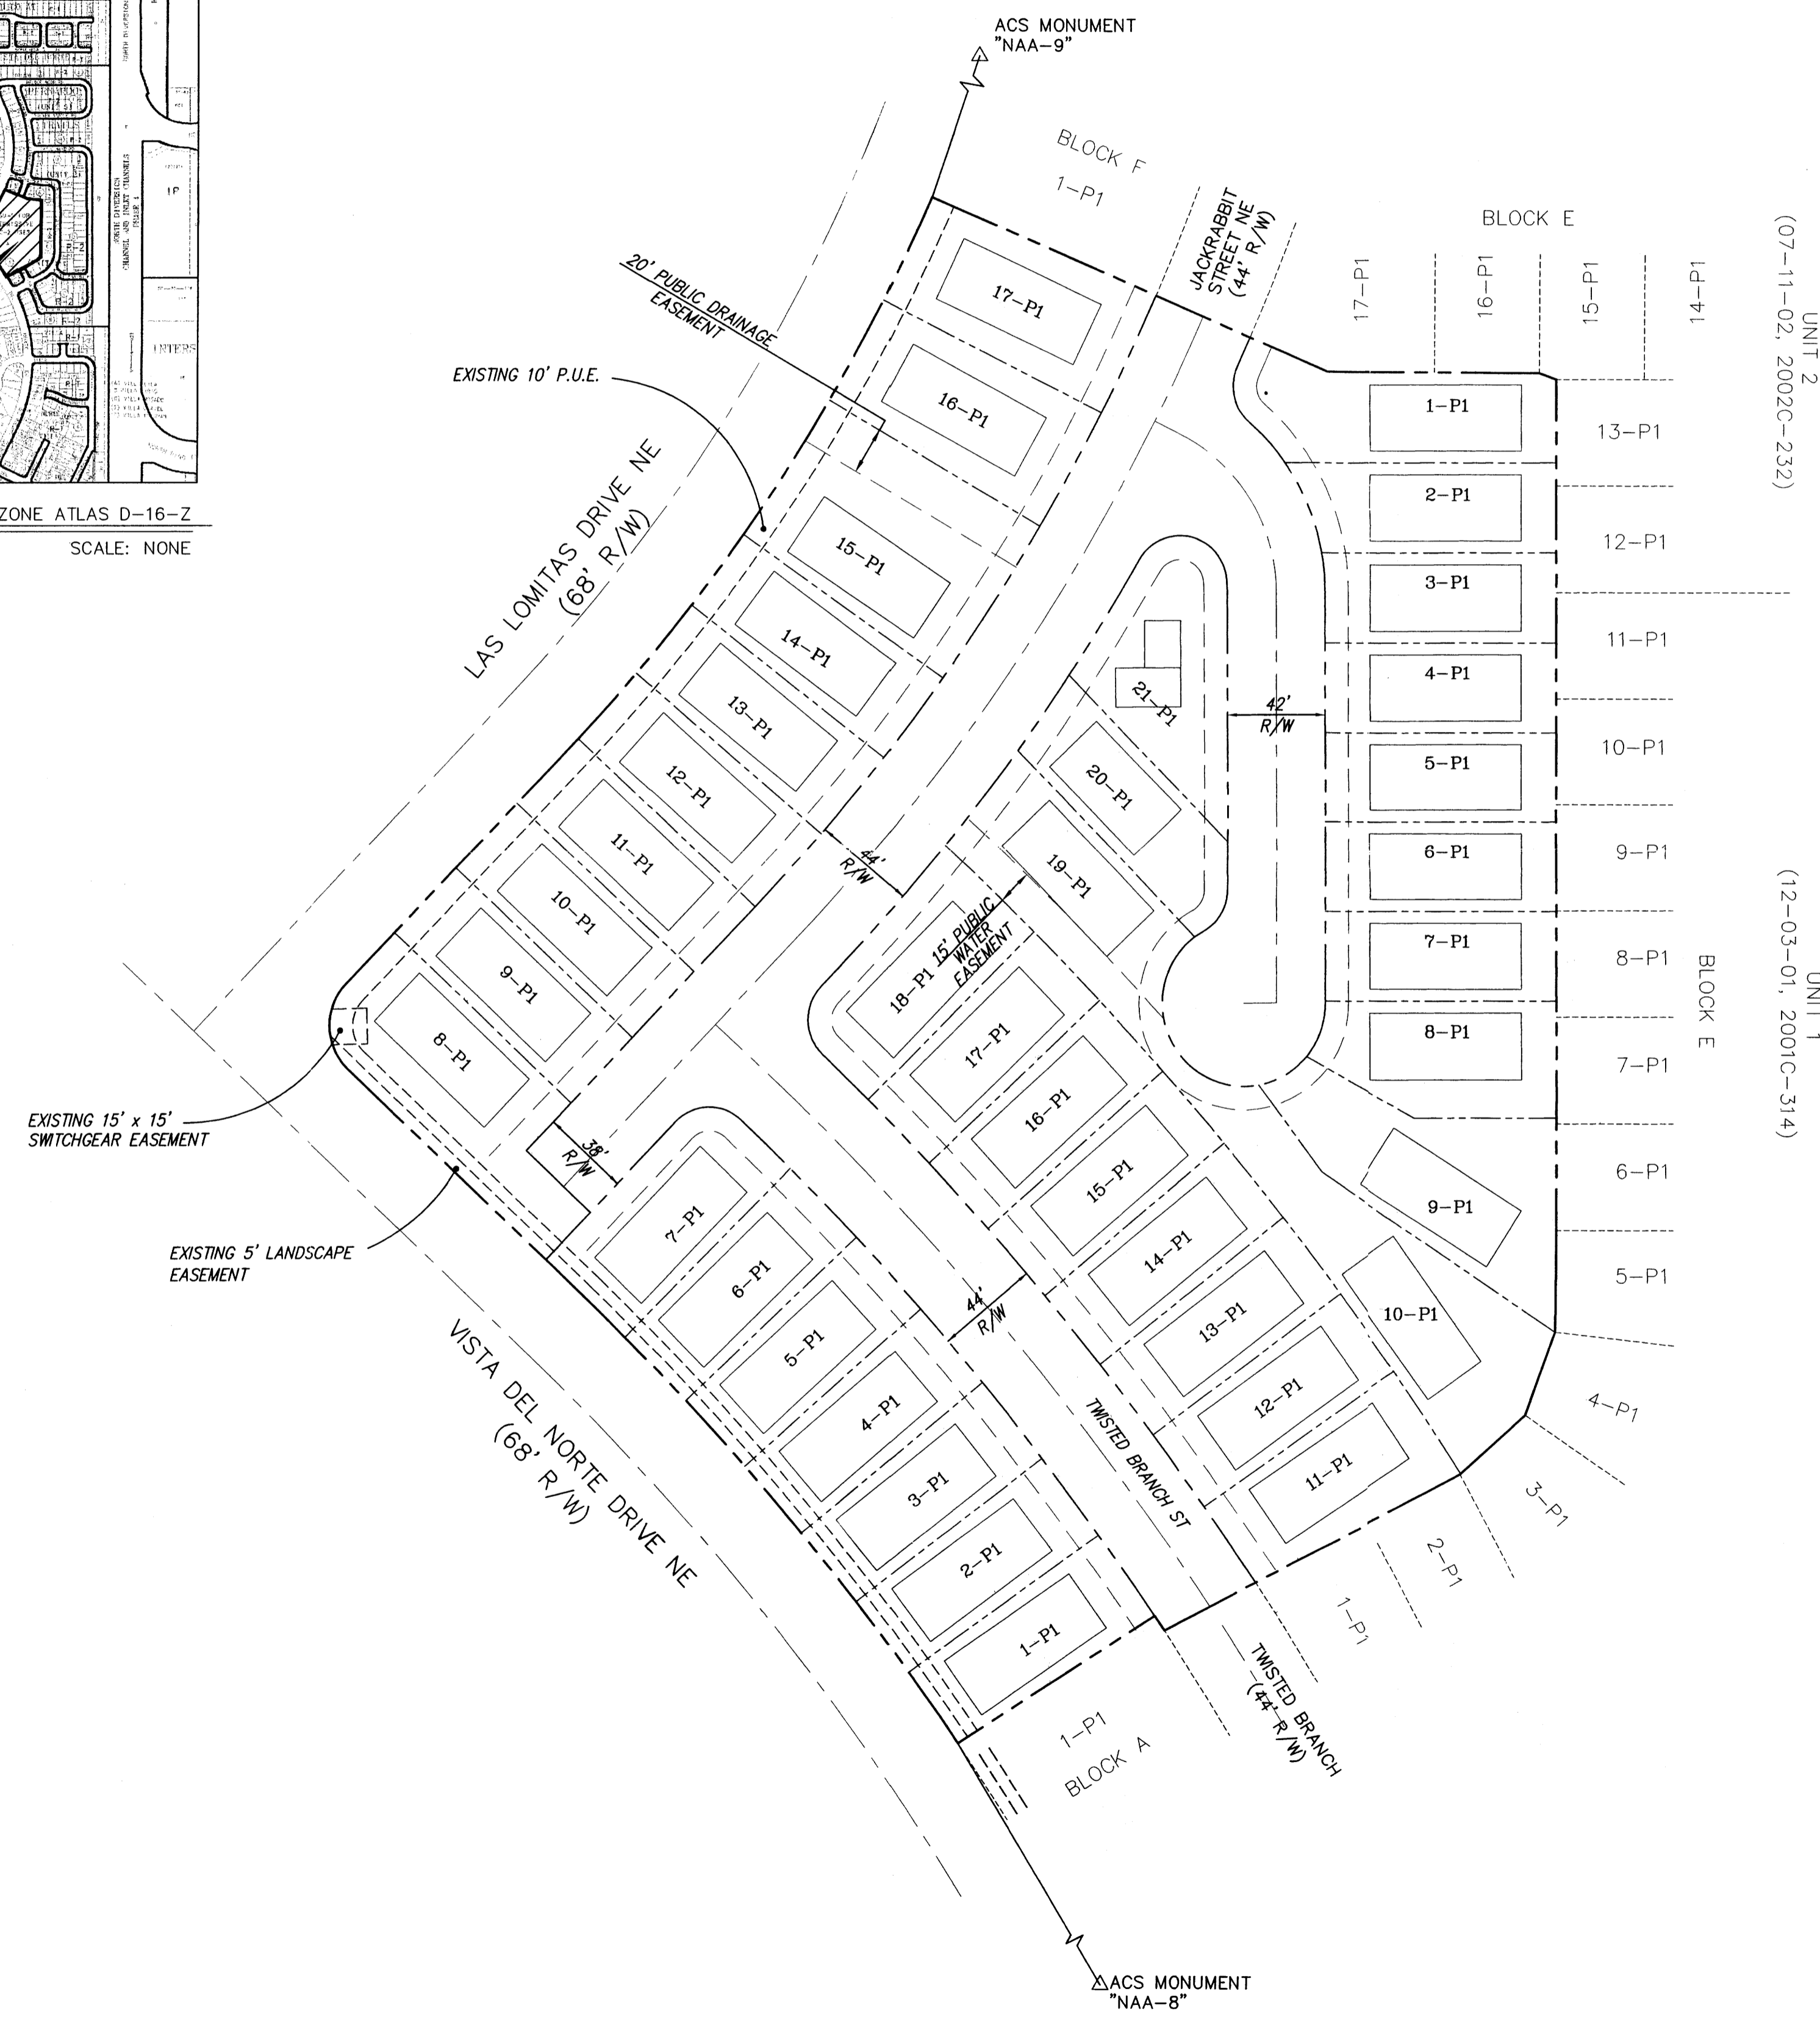 ACS MONUMENT
"NAA-9"
BLOCK F
1-P1
JACKRABBIT
STREET NE
(44' R/W)
BLOCK E
17-P1
16-P1
15-P1
14-P1
UNIT 2
(07-11-02, 2002C-232)
IP
INTERS
ZONE ATLAS D-16-Z
SCALE: NONE
20' PUBLIC DRAINAGE
EASEMENT
EXISTING 10' P.U.E.
LAS LOMITAS DRIVE NE
(68' R/W)
17-P1
16-P1
15-P1
14-P1
13-P1
12-P1
11-P1
10-P1
9-P1
8-P1
1-P1
2-P1
3-P1
4-P1
5-P1
6-P1
7-P1
8-P1
9-P1
10-P1
13-P1
12-P1
11-P1
10-P1
9-P1
8-P1
7-P1
6-P1
5-P1
4-P1
3-P1
2-P1
1-P1
BLOCK E
UNIT 1
(12-03-01, 2001C-314)
21-P1
20-P1
19-P1
18-P1
15' PUBLIC
WATER
EASEMENT
42'
R/W
44'
R/W
17-P1
16-P1
15-P1
14-P1
13-P1
12-P1
11-P1
38'
R/W
44'
R/W
7-P1
6-P1
5-P1
4-P1
3-P1
2-P1
1-P1
EXISTING 15' x 15'
SWITCHGEAR EASEMENT
EXISTING 5' LANDSCAPE
EASEMENT
VISTA DEL NORTE DRIVE NE
(68' R/W)
TWISTED BRANCH ST
TWISTED BRANCH
(44' R/W)
1-P1
BLOCK A
ACS MONUMENT
"NAA-8"